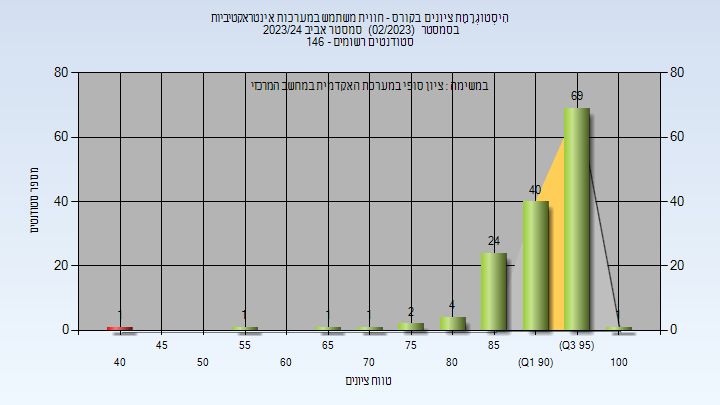 הִיסְטוֹגְרָמַת ציונים בקורס - חווית משתמש במערכות אינטראקטיביות
בסמסטר (02/2023) סמסטר אביב 2023/24
סטודנטים רשומים - 146
במשימה : ציון סופי במערכת האקדמית במחשב המרכזי
מספר סטודנטים
80 80
60 60
40 40
20 20
0 0
1 1 1 1 2 4 24 40 69 1
45 55 65 75 85 (Q3 95)
40 50 60 70 80 (Q1 90) 100
טווח ציונים